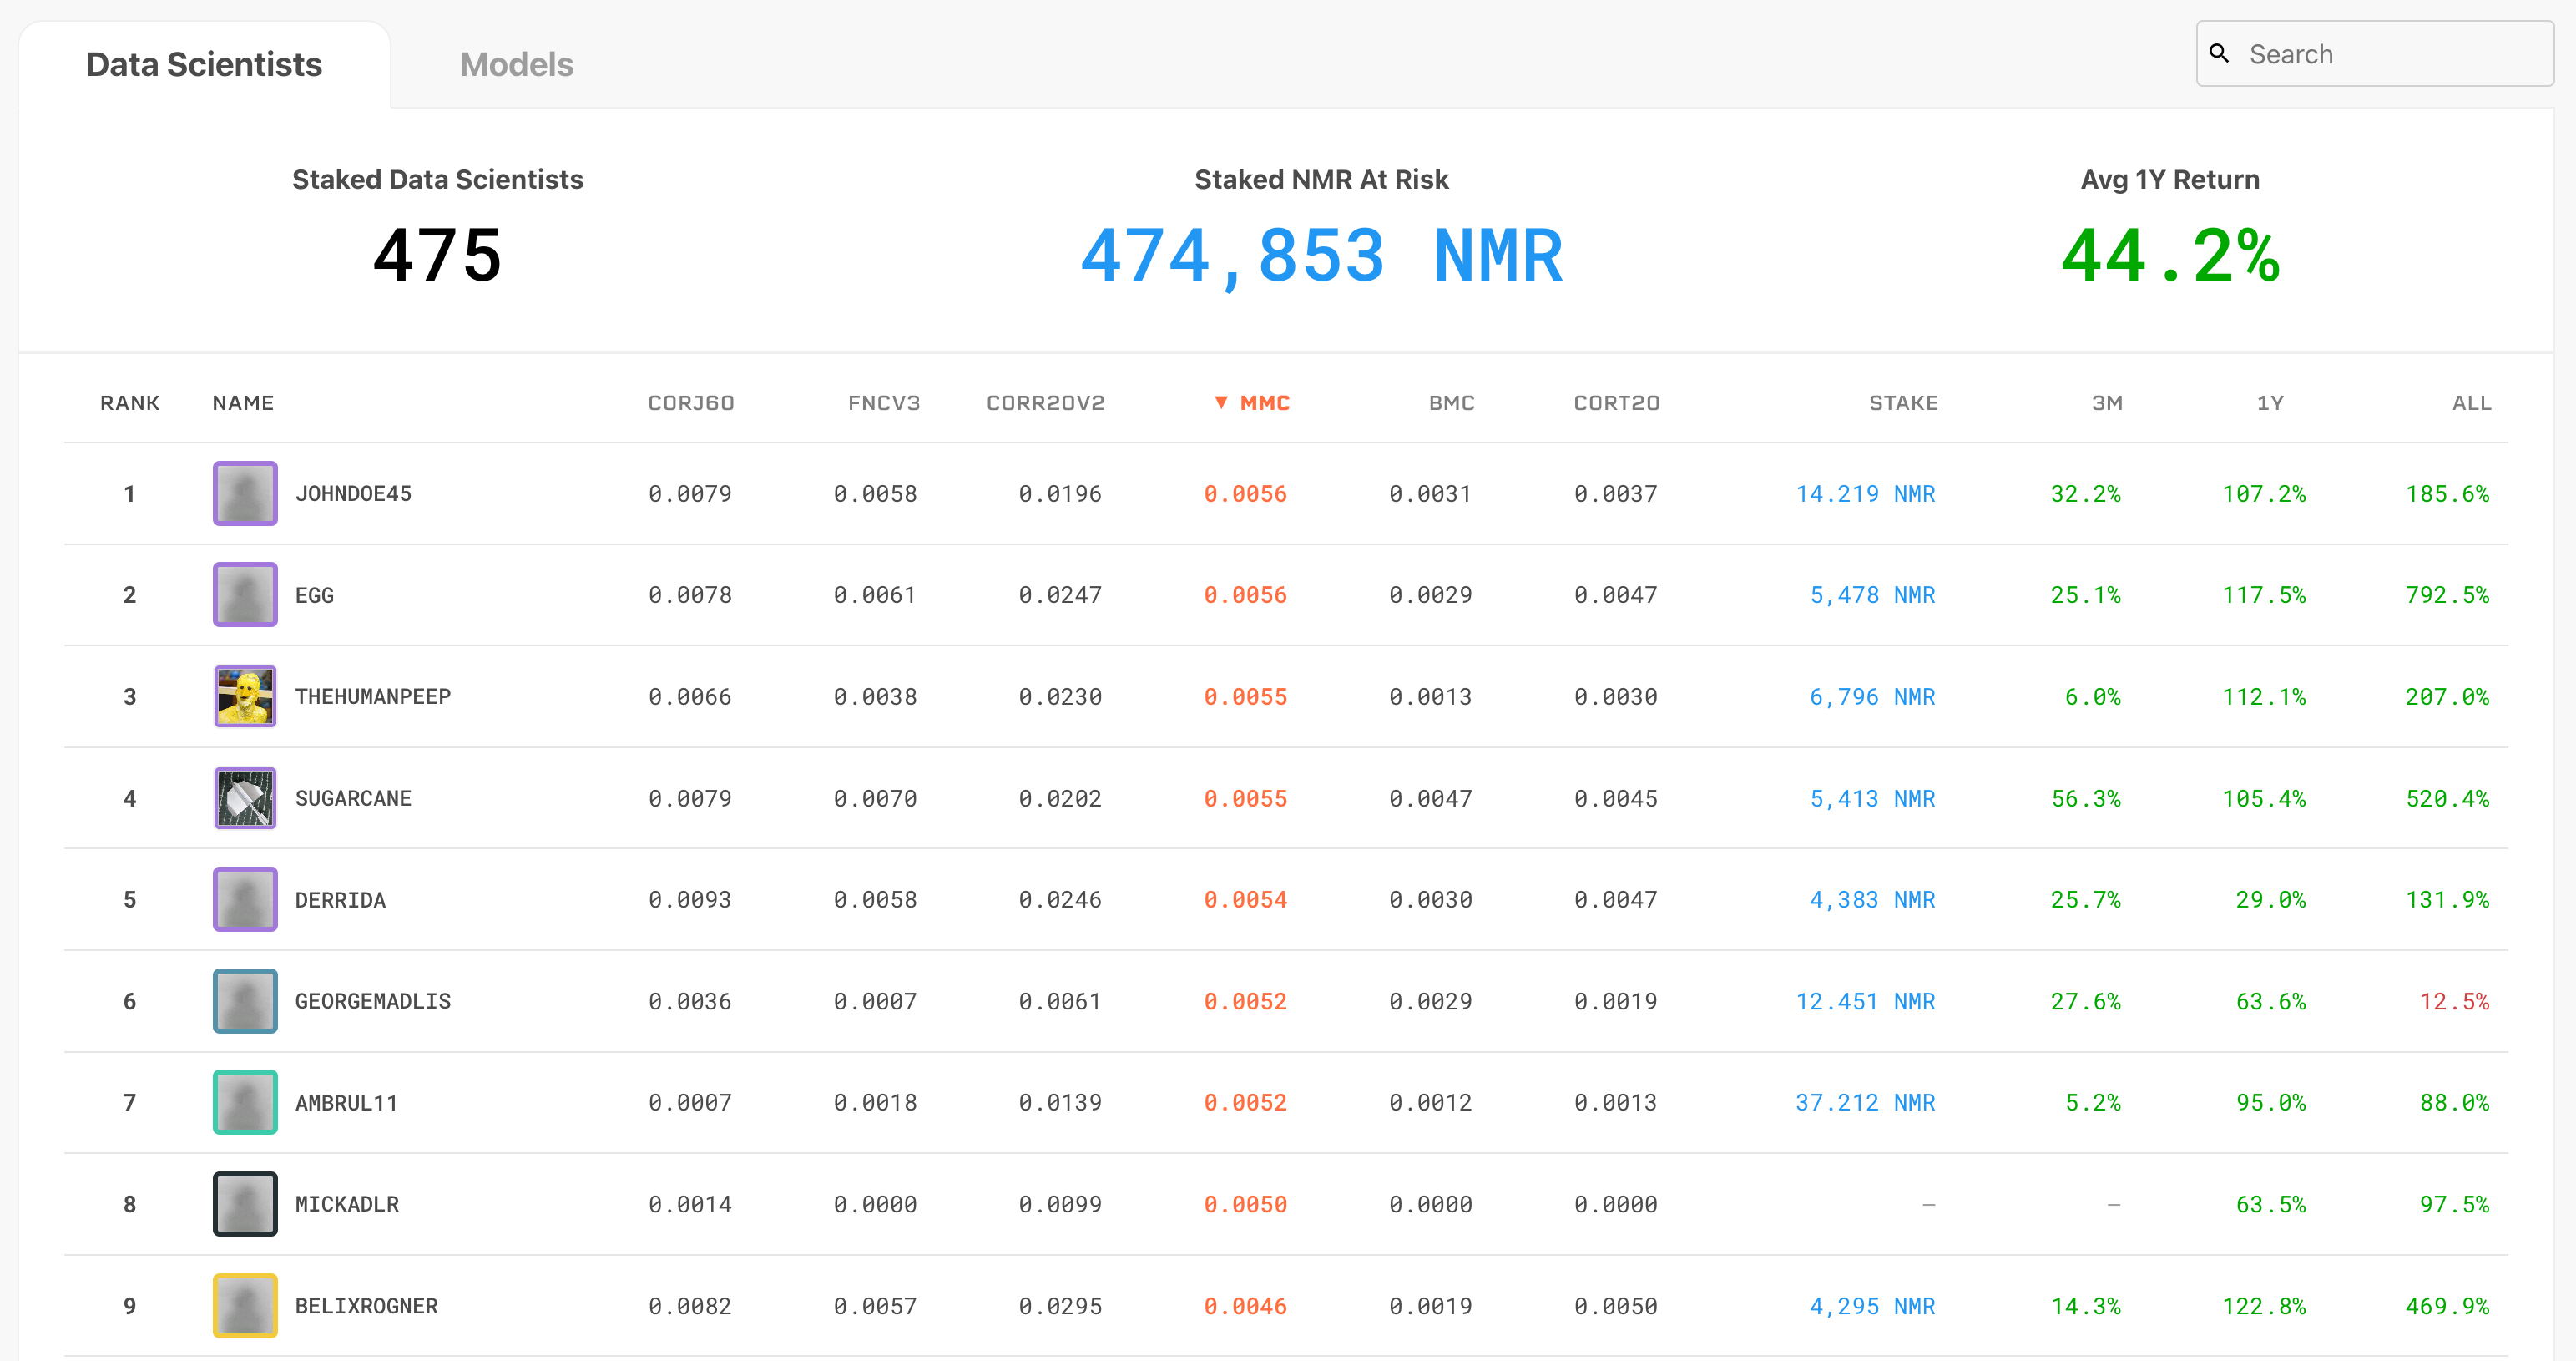 Data Scientists Models Search
Staked Data Scientists Staked NMR At Risk Avg 1Y Return
475 474,853 NMR 44.2%
RANK NAME CORJ60 FNCV3 CORR20V2 ▼ MMC BMC CORT20 STAKE 3M 1Y ALL
1 JOHNDOE45 0.0079 0.0058 0.0196 0.0056 0.0031 0.0037 14.219 NMR 32.2% 107.2% 185.6%
2 EGG 0.0078 0.0061 0.0247 0.0056 0.0029 0.0047 5,478 NMR 25.1% 117.5% 792.5%
3 THEHUMANPEEP 0.0066 0.0038 0.0230 0.0055 0.0013 0.0030 6,796 NMR 6.0% 112.1% 207.0%
4 SUGARCANE 0.0079 0.0070 0.0202 0.0055 0.0047 0.0045 5,413 NMR 56.3% 105.4% 520.4%
5 DERRIDA 0.0093 0.0058 0.0246 0.0054 0.0030 0.0047 4,383 NMR 25.7% 29.0% 131.9%
6 GEORGEMADLIS 0.0036 0.0007 0.0061 0.0052 0.0029 0.0019 12.451 NMR 27.6% 63.6% 12.5%
7 AMBRUL11 0.0007 0.0018 0.0139 0.0052 0.0012 0.0013 37.212 NMR 5.2% 95.0% 88.0%
8 MICKADLR 0.0014 0.0000 0.0099 0.0050 0.0000 0.0000 – – 63.5% 97.5%
9 BELIXROGNER 0.0082 0.0057 0.0295 0.0046 0.0019 0.0050 4,295 NMR 14.3% 122.8% 469.9%